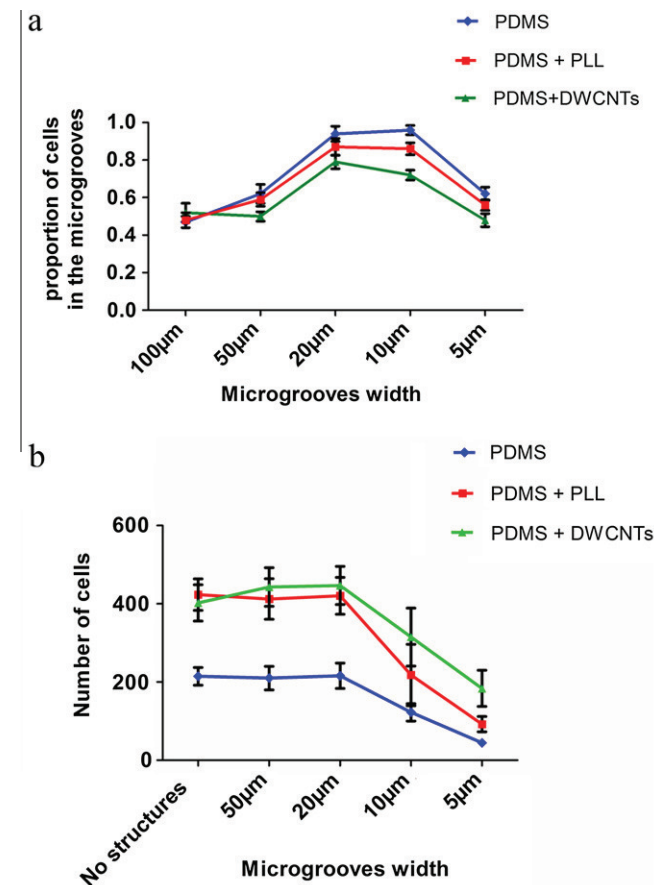 a
PDMS
PDMS + PLL
PDMS+DWCNTs
proportion of cells
in the microgrooves
1.0
0.8
0.6
0.4
0.2
0.0
100µm
50µm
20µm
10µm
5µm
Microgrooves width
b
PDMS
PDMS + PLL
PDMS + DWCNTs
Number of cells
600
400
200
0
No structures
50µm
20µm
10µm
5µm
Microgrooves width